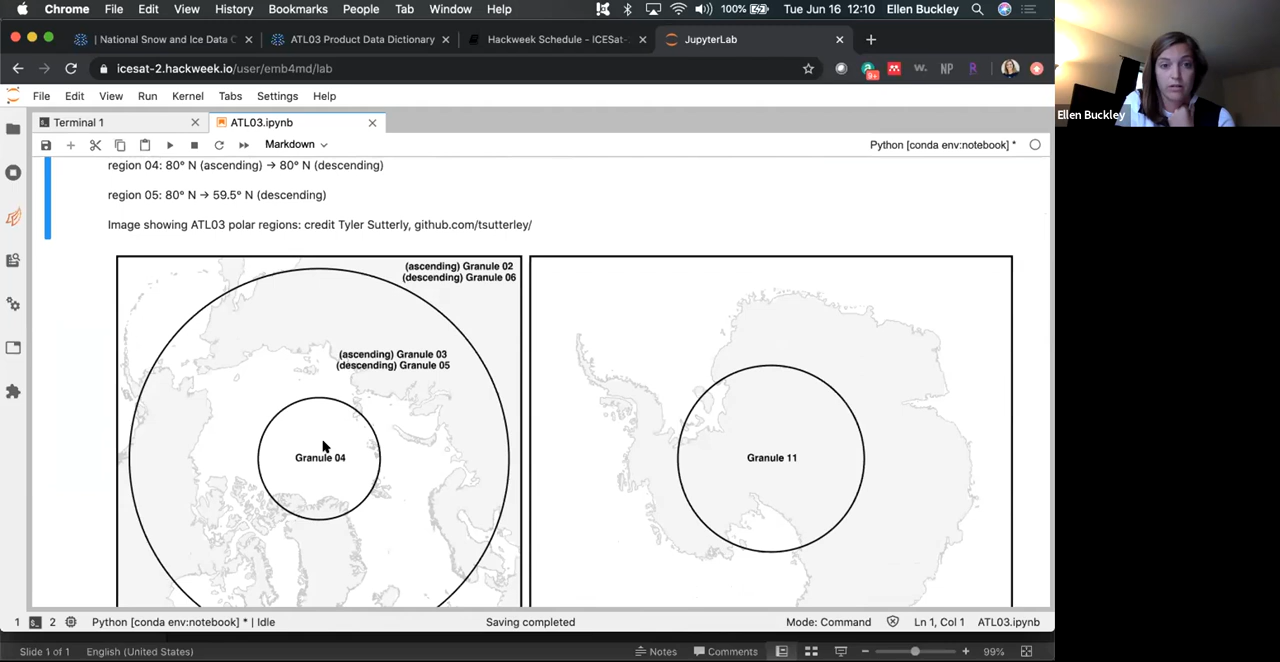 Chrome File Edit View History Bookmarks People Tab Window Help 100% Tue Jun 16 12:10 Ellen Buckley
| National Snow and Ice Data C ATL03 Product Data Dictionary Hackweek Schedule - ICESat- JupyterLab
icesat-2.hackweek.io/user/emb4md/lab 9+ w. NP R
File Edit View Run Kernel Tabs Settings Help
Ellen Buckley
Terminal 1 ATL03.ipynb
Markdown Python [conda env:notebook] *
region 04: 80° N (ascending) → 80° N (descending)
region 05: 80° N → 59.5° N (descending)
Image showing ATL03 polar regions: credit Tyler Sutterly, github.com/tsutterley/
(ascending) Granule 02
(descending) Granule 06
(ascending) Granule 03
(descending) Granule 05
Granule 04
Granule 11
1 2 Python [conda env:notebook] * | Idle Saving completed Mode: Command Ln 1, Col 1 ATL03.ipynb
Slide 1 of 1 English (United States) Notes Comments 99%